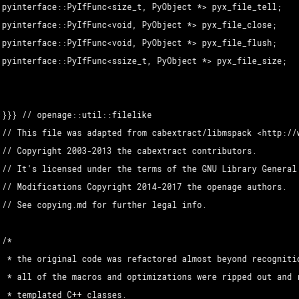 pyinterface::PyIfFunc<size_t, PyObject *> pyx_file_tell;
pyinterface::PyIfFunc<void, PyObject *> pyx_file_close;
pyinterface::PyIfFunc<void, PyObject *> pyx_file_flush;
pyinterface::PyIfFunc<ssize_t, PyObject *> pyx_file_size;
}}} // openage::util::filelike
// This file was adapted from cabextract/libmspack <http://
// Copyright 2003-2013 the cabextract contributors.
// It's licensed under the terms of the GNU Library General
// Modifications Copyright 2014-2017 the openage authors.
// See copying.md for further legal info.
/*
* the original code was refactored almost beyond recognitio
* all of the macros and optimizations were ripped out and
* templated C++ classes.